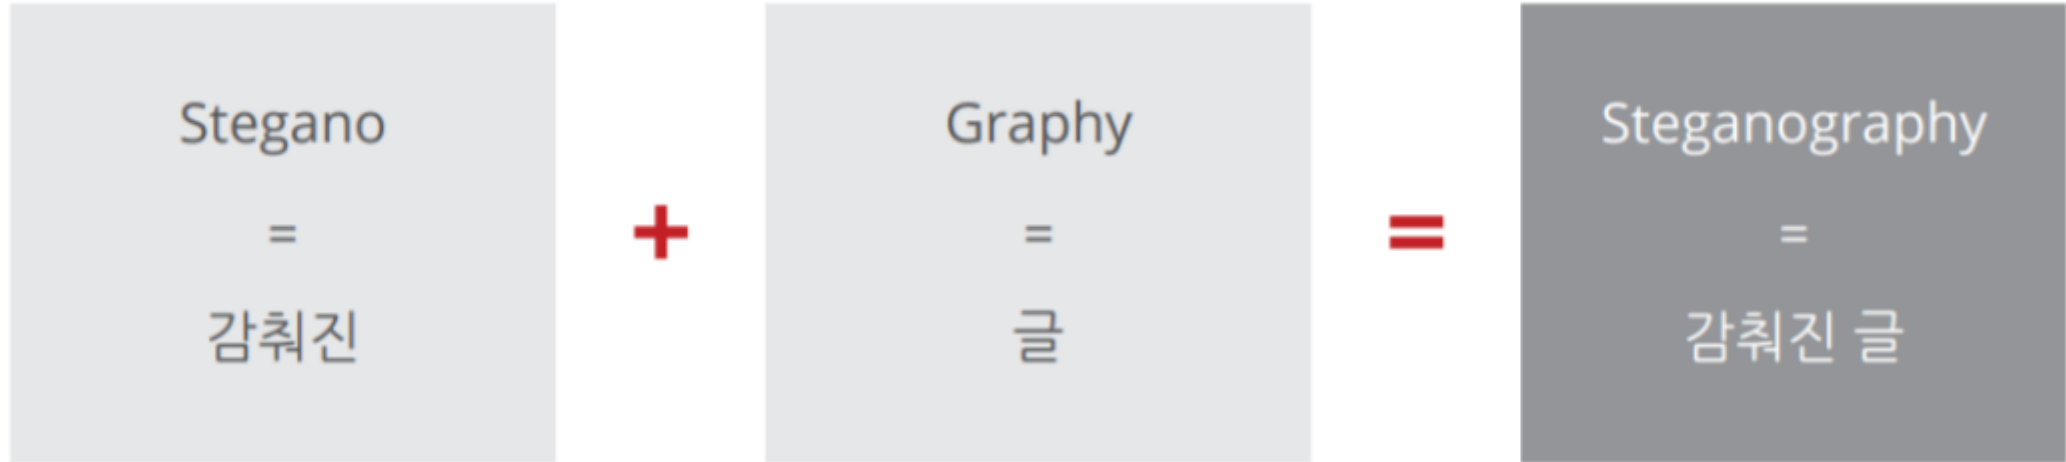 Stegano
=
감춰진
+
Graphy
=
글
=
Steganography
=
감춰진 글